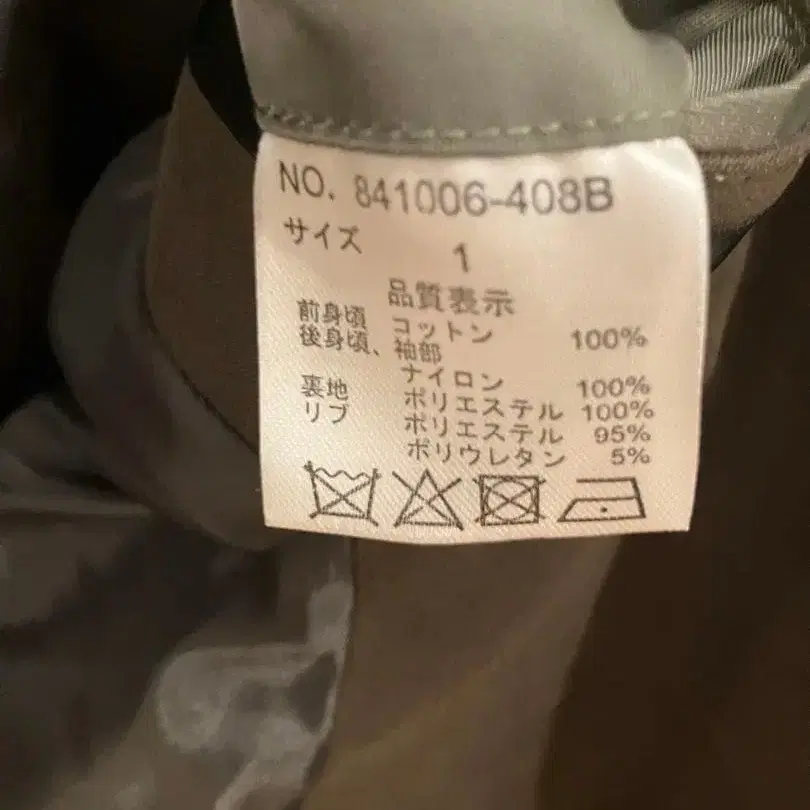 NO. 841006-408B
サイズ 1
品質表示
前身頃 コットン 100%
後身頃、袖部
ナイロン 100%
裏地 ポリエステル 100%
リブ ポリエステル 95%
ポリウレタン 5%